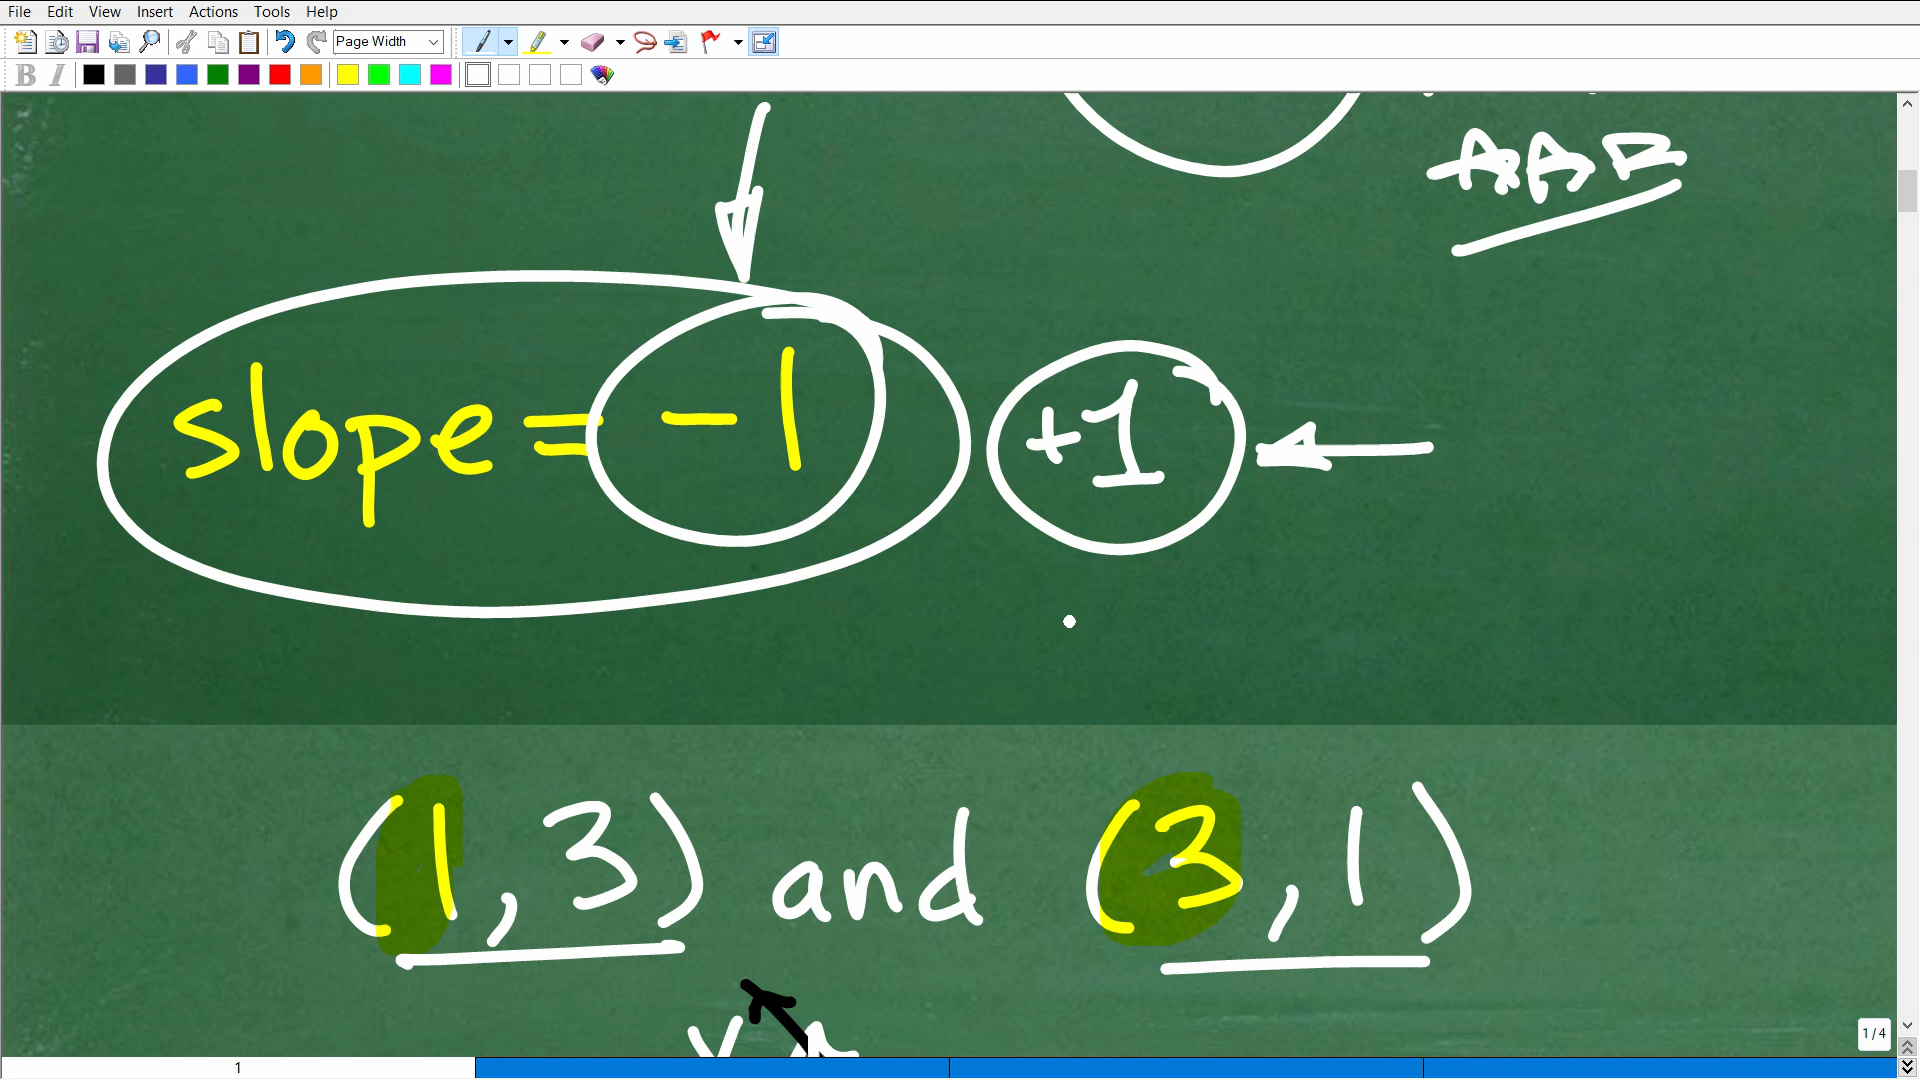 File Edit View Insert Actions Tools Help
Page Width
B I
slope = -1 +1
(1,3) and (3,1)
1 / 4
1